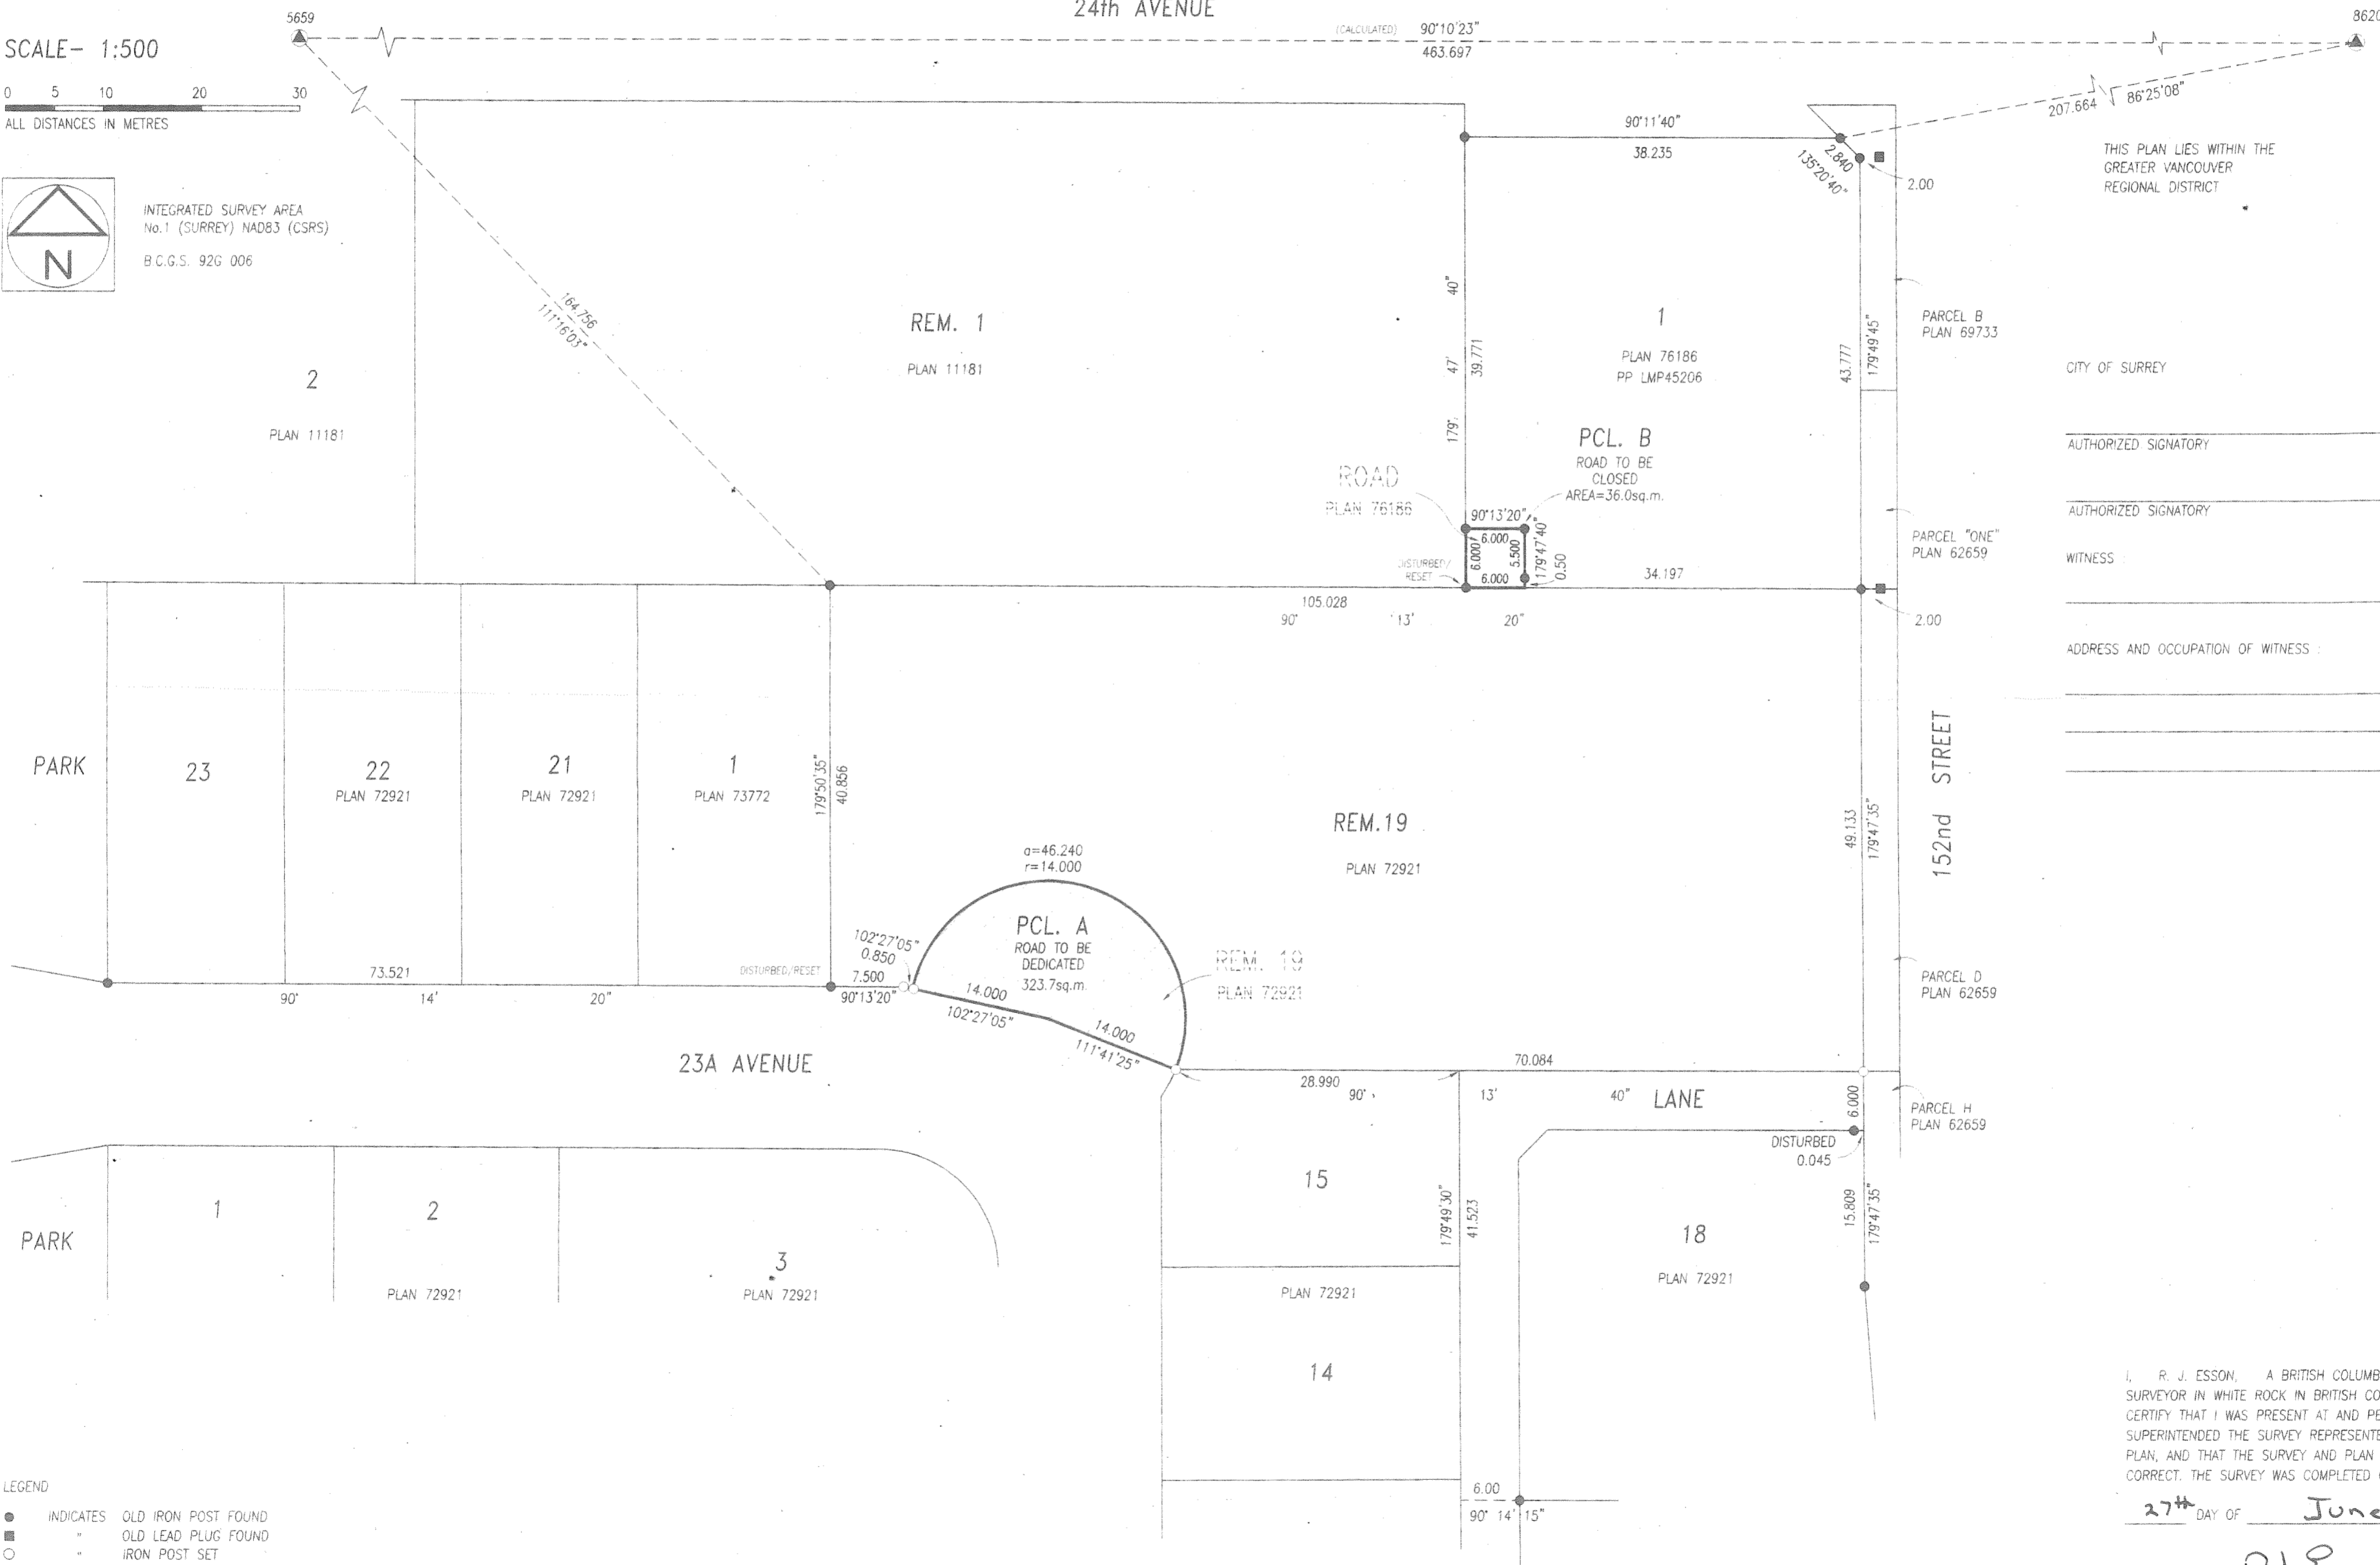 24th AVENUE
5659
(CALCULATED) 90°10'23"
463.697
SCALE- 1:500
0 5 10 20 30
ALL DISTANCES IN METRES
207.664 86°25'08"
THIS PLAN LIES WITHIN THE
GREATER VANCOUVER
REGIONAL DISTRICT
INTEGRATED SURVEY AREA
No.1 (SURREY) NAD83 (CSRS)
B.C.G.S. 92G 006
N
90°11'40"
38.235
2.840
135°20'40"
2.00
164.756
111°16'03"
REM. 1
PLAN 11181
2
PLAN 11181
179° 47' 40"
39.771
1
PLAN 76186
PP LMP45206
43.777
179°49'45"
PARCEL B
PLAN 69733
CITY OF SURREY
AUTHORIZED SIGNATORY
AUTHORIZED SIGNATORY
WITNESS
ADDRESS AND OCCUPATION OF WITNESS :
PCL. B
ROAD TO BE
CLOSED
AREA=36.0sq.m.
ROAD
PLAN 76186
90°13'20"
6.000
6.000
5.500
179°47'40"
0.50
6.000
DISTURBED/
RESET
34.197
PARCEL "ONE"
PLAN 62659
2.00
105.028
90° 13' 20"
PARK
23
22
PLAN 72921
21
PLAN 72921
1
PLAN 73772
179°50'35"
40.856
REM.19
PLAN 72921
49.133
179°47'35"
152nd STREET
a=46.240
r=14.000
PCL. A
ROAD TO BE
DEDICATED
323.7sq.m.
102°27'05"
0.850
REM. 19
PLAN 72921
73.521
90° 14' 20"
DISTURBED/RESET
7.500
90°13'20"
14.000
102°27'05"
14.000
111°41'25"
PARCEL D
PLAN 62659
23A AVENUE
70.084
28.990
90° 13' 40"
LANE
6.000
PARCEL H
PLAN 62659
DISTURBED
0.045
PARK
1
2
PLAN 72921
3
PLAN 72921
15
179°49'30"
41.523
PLAN 72921
18
PLAN 72921
15.809
179°47'35"
14
6.00
90° 14' 15"
I, R. J. ESSON, A BRITISH
SURVEYOR IN WHITE ROCK IN BRITISH
CERTIFY THAT I WAS PRESENT AT AND
SUPERINTENDED THE SURVEY
PLAN, AND THAT THE SURVEY AND PLAN
CORRECT. THE SURVEY WAS COMPLETED
27th DAY OF June
LEGEND
INDICATES OLD IRON POST FOUND
" OLD LEAD PLUG FOUND
" IRON POST SET